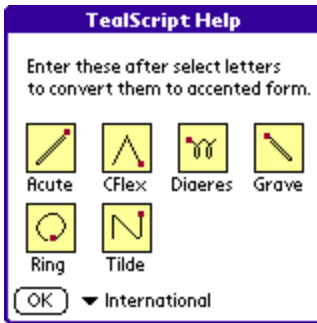 TealScript Help
Enter these after select letters
to convert them to accented form.
Acute CFlex Diaeres Grave
Ring Tilde
OK International